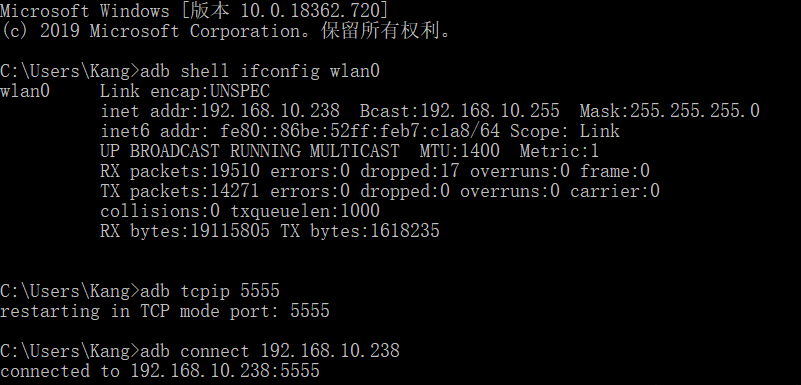 Microsoft Windows [版本 10.0.18362.720]
(c) 2019 Microsoft Corporation。保留所有权利。
C:\Users\Kang>adb shell ifconfig wlan0
wlan0     Link encap:UNSPEC
          inet addr:192.168.10.238  Bcast:192.168.10.255  Mask:255.255.255.0
          inet6 addr: fe80::86be:52ff:feb7:c1a8/64 Scope: Link
          UP BROADCAST RUNNING MULTICAST  MTU:1400  Metric:1
          RX packets:19510 errors:0 dropped:17 overruns:0 frame:0
          TX packets:14271 errors:0 dropped:0 overruns:0 carrier:0
          collisions:0 txqueuelen:1000
          RX bytes:19115805 TX bytes:1618235
C:\Users\Kang>adb tcpip 5555
restarting in TCP mode port: 5555
C:\Users\Kang>adb connect 192.168.10.238
connected to 192.168.10.238:5555